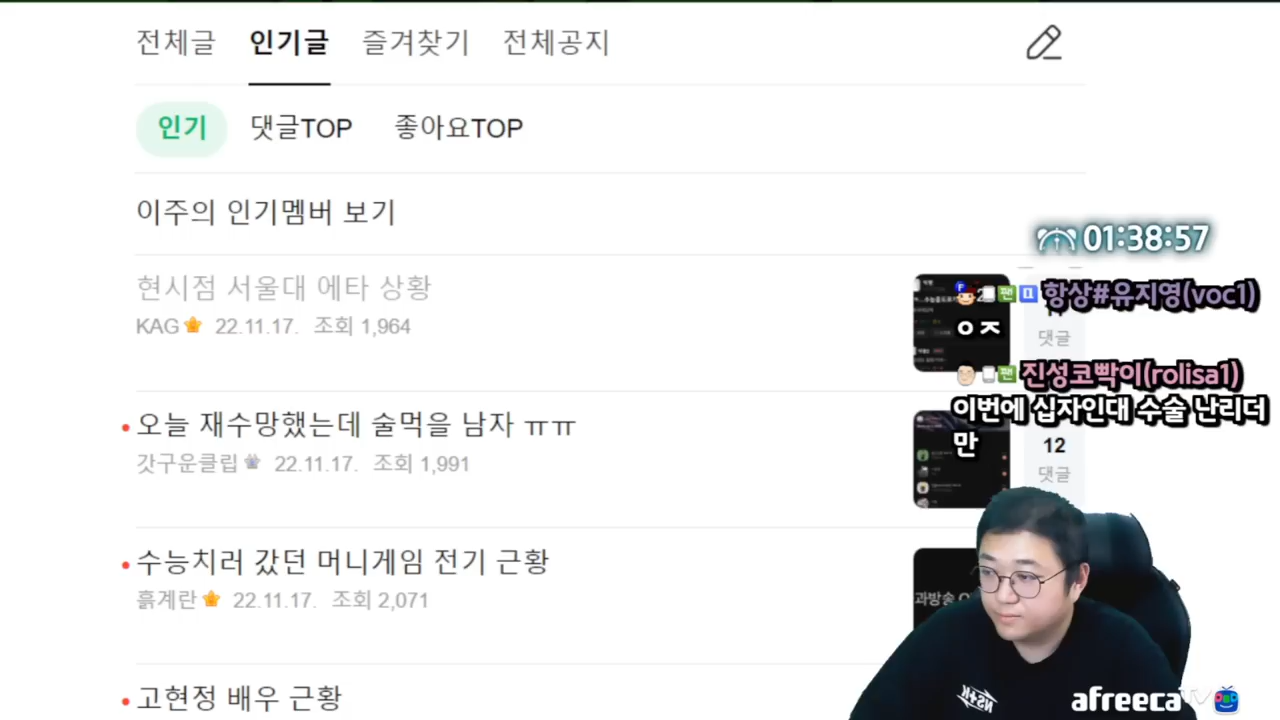 전체글 인기글 즐겨찾기 전체공지
인기 댓글TOP 좋아요TOP
이주의 인기멤버 보기
01:38:57
현시점 서울대 에타 상황
KAG 22.11.17. 조회 1,964
댓글
항상#유지영(voc1)
ㅇㅈ
진성코빡이(rolisa1)
이번에 십자인대 수술 난리더
만
오늘 재수망했는데 술먹을 남자 ㅠㅠ
갓구운클립 22.11.17. 조회 1,991
12
댓글
수능치러 갔던 머니게임 전기 근황
흙계란 22.11.17. 조회 2,071
과방송
고현정 배우 근황
afreecaTV